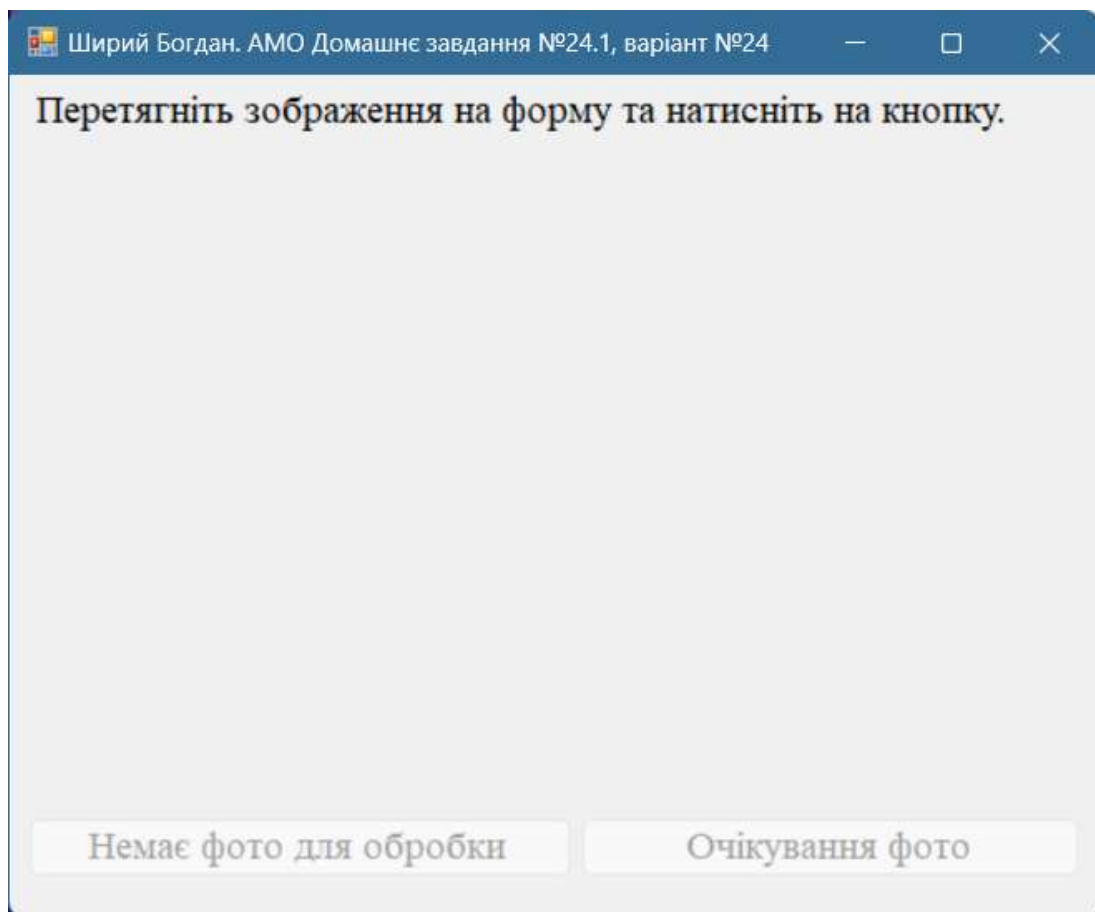 Ширий Богдан. АМО Домашнє завдання №24.1, варіант №24
Перетягніть зображення на форму та натисніть на кнопку.
Немає фото для обробки
Очікування фото